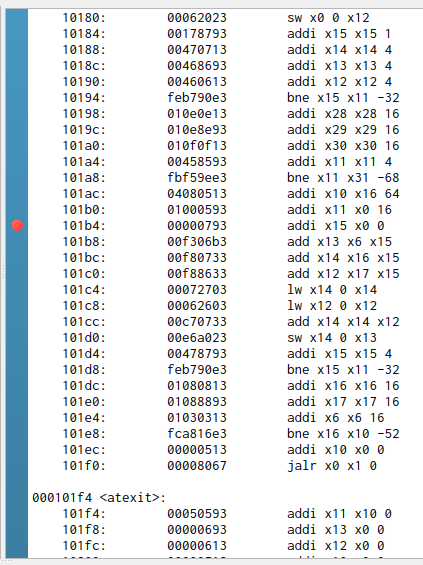 10180: 00062023 sw x0 0 x12
10184: 00178793 addi x15 x15 1
10188: 00470713 addi x14 x14 4
1018c: 00468693 addi x13 x13 4
10190: 00460613 addi x12 x12 4
10194: feb790e3 bne x15 x11 -32
10198: 010e0e13 addi x28 x28 16
1019c: 010e8e93 addi x29 x29 16
101a0: 010f0f13 addi x30 x30 16
101a4: 00458593 addi x11 x11 4
101a8: fbf59ee3 bne x11 x31 -68
101ac: 04080513 addi x10 x16 64
101b0: 01000593 addi x11 x0 16
101b4: 00000793 addi x15 x0 0
101b8: 00f306b3 add x13 x6 x15
101bc: 00f80733 add x14 x16 x15
101c0: 00f88633 add x12 x17 x15
101c4: 00072703 lw x14 0 x14
101c8: 00062603 lw x12 0 x12
101cc: 00c70733 add x14 x14 x12
101d0: 00e6a023 sw x14 0 x13
101d4: 00478793 addi x15 x15 4
101d8: feb790e3 bne x15 x11 -32
101dc: 01080813 addi x16 x16 16
101e0: 01088893 addi x17 x17 16
101e4: 01030313 addi x6 x6 16
101e8: fca816e3 bne x16 x10 -52
101ec: 00000513 addi x10 x0 0
101f0: 00008067 jalr x0 x1 0
000101f4 <atexit>:
101f4: 00050593 addi x11 x10 0
101f8: 00000693 addi x13 x0 0
101fc: 00000613 addi x12 x0 0